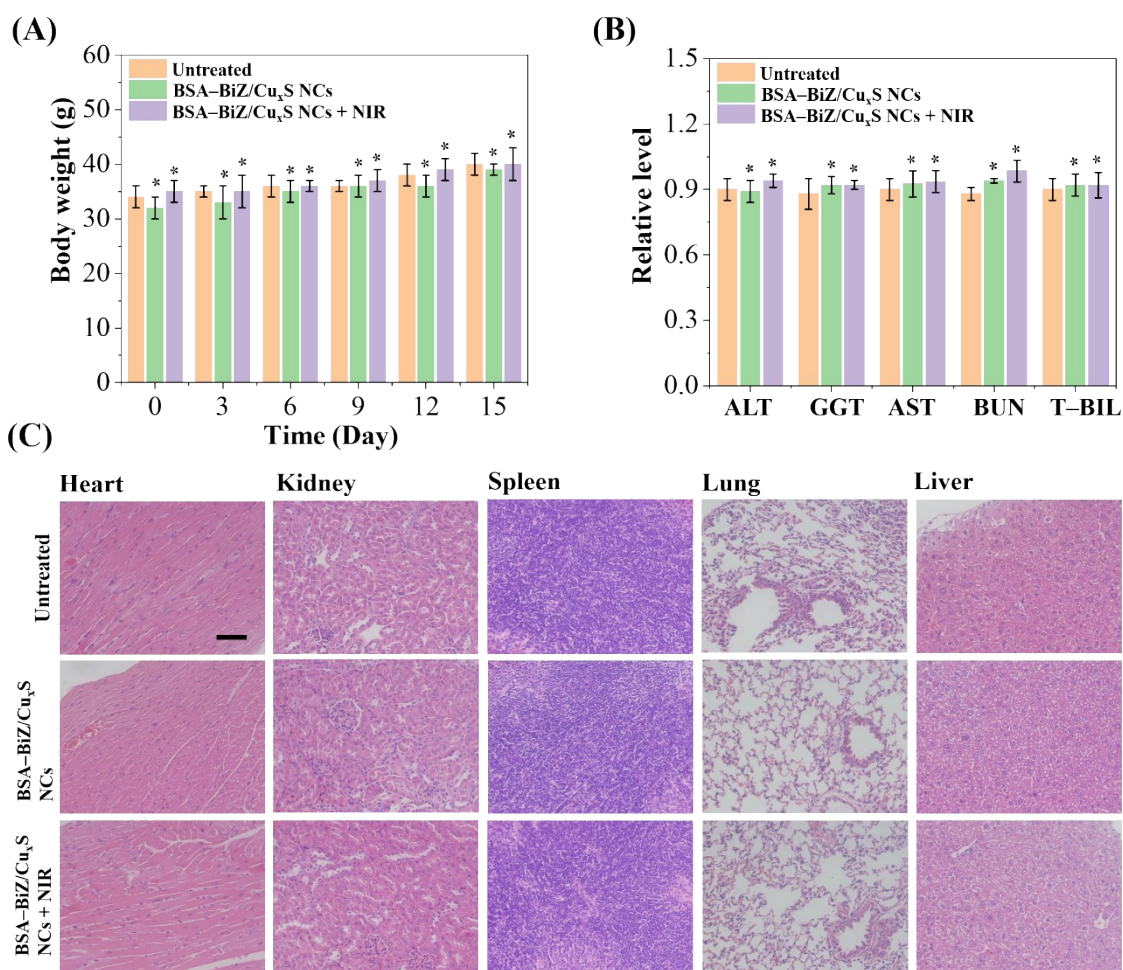 (A)
Body weight (g)
60
50
40
30
20
10
0
Untreated
BSA–BiZ/CuxS NCs
BSA–BiZ/CuxS NCs + NIR
* * * * * * * * * * * *
0 3 6 9 12 15
Time (Day)
(B)
Relative level
1.5
1.2
0.9
0.6
0.3
0.0
Untreated
BSA–BiZ/CuxS NCs
BSA–BiZ/CuxS NCs + NIR
* * * * * * * * * *
ALT GGT AST BUN T–BIL
(C)
Heart Kidney Spleen Lung Liver
Untreated
BSA–BiZ/CuxS
NCs
BSA–BiZ/CuxS
NCs + NIR